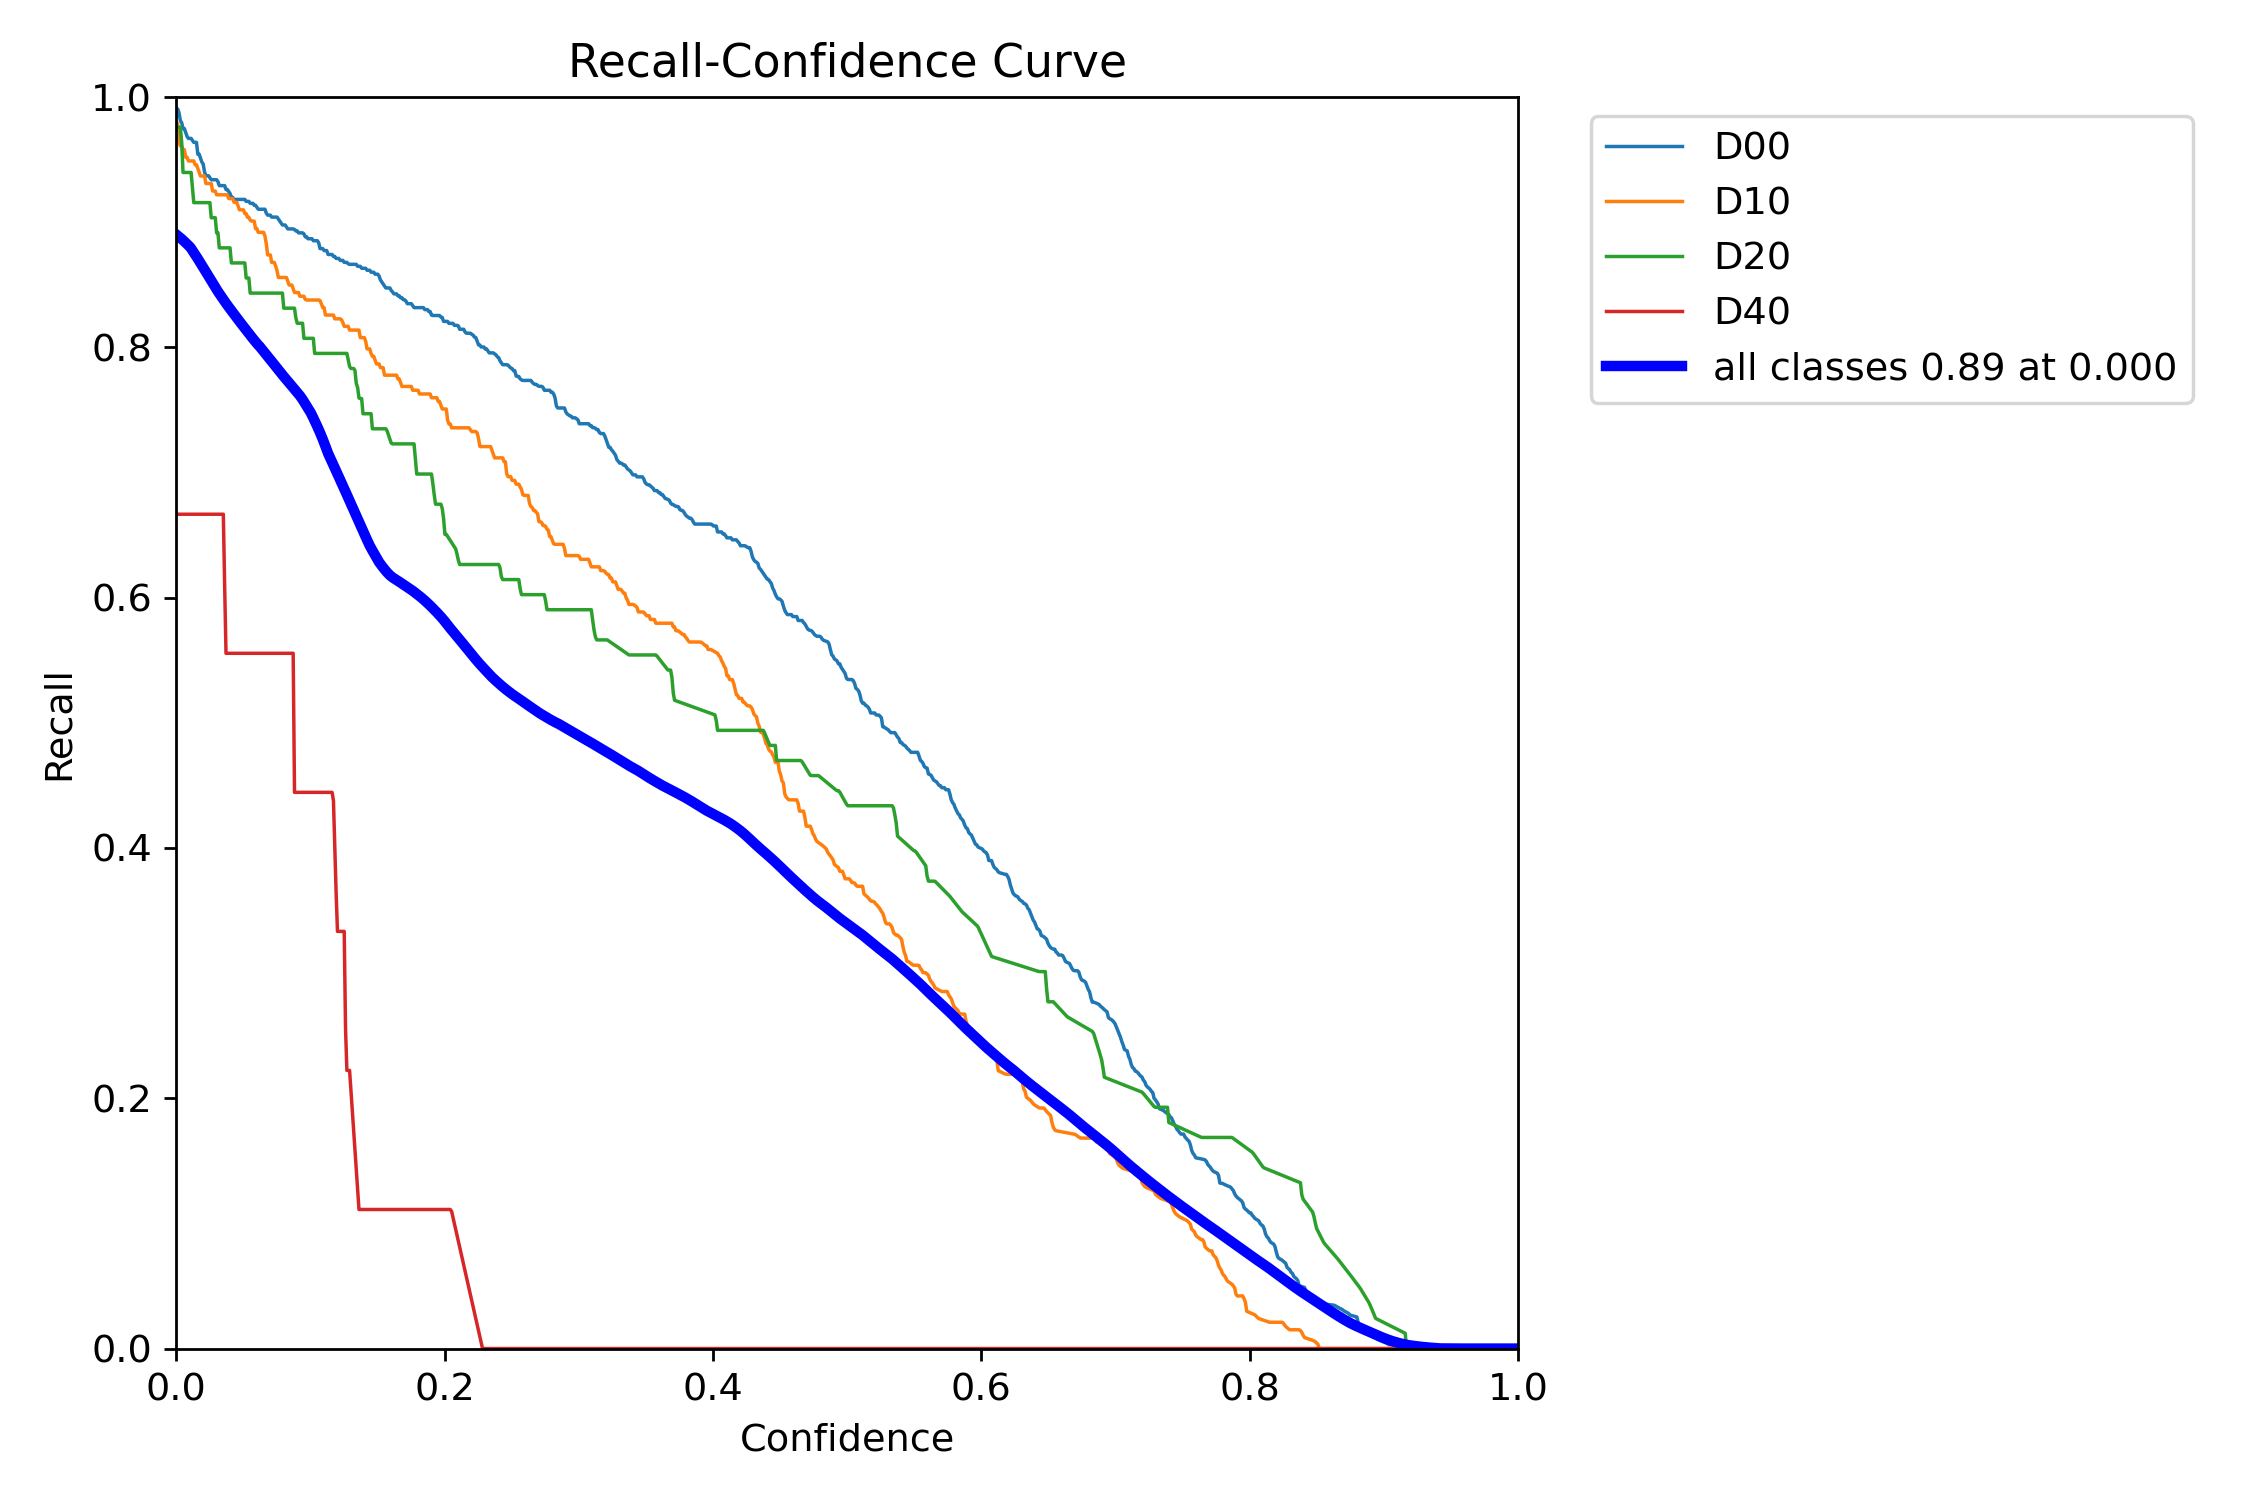 Recall-Confidence Curve
1.0
0.8
0.6
0.4
0.2
0.0
Recall
0.0 0.2 0.4 0.6 0.8 1.0
Confidence
D00
D10
D20
D40
all classes 0.89 at 0.000